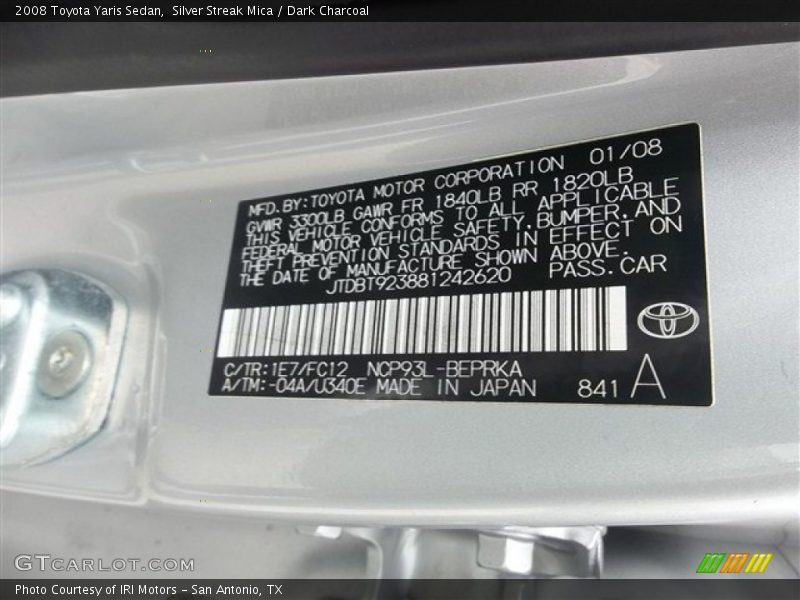 2008 Toyota Yaris Sedan, Silver Streak Mica / Dark Charcoal
MFD. BY: TOYOTA MOTOR CORPORATION 01/08
GVWR 3300LB GAWR FR 1840LB RR 1820LB
THIS VEHICLE CONFORMS TO ALL APPLICABLE
FEDERAL MOTOR VEHICLE SAFETY, BUMPER, AND
THEFT PREVENTION STANDARDS IN EFFECT ON
THE DATE OF MANUFACTURE SHOWN ABOVE.
JTDBT923881242620 PASS. CAR
C/TR: 1E7/FC12 NCP93L-BEPRKA
A/TM: -04A/U340E MADE IN JAPAN 841 A
GTCARLOT.COM
Photo Courtesy of IRI Motors - San Antonio, TX